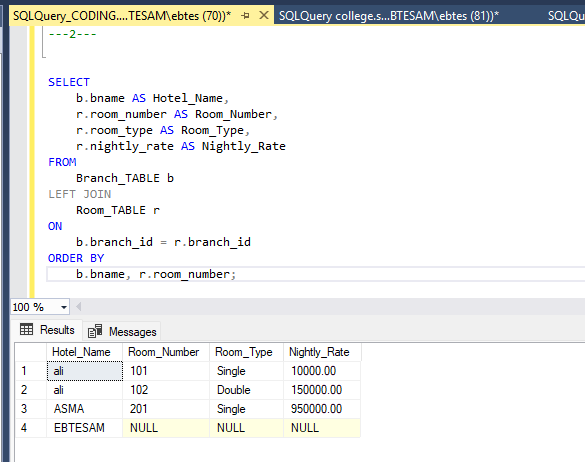 SQLQuery_CODING....TESAM\ebtes (70))* SQLQuery college.s...BTESAM\ebtes (81))* SQLQu
---2---
SELECT
b.bname AS Hotel_Name,
r.room_number AS Room_Number,
r.room_type AS Room_Type,
r.nightly_rate AS Nightly_Rate
FROM
Branch_TABLE b
LEFT JOIN
Room_TABLE r
ON
b.branch_id = r.branch_id
ORDER BY
b.bname, r.room_number;
100 %
Results Messages
Hotel_Name Room_Number Room_Type Nightly_Rate
1 ali 101 Single 10000.00
2 ali 102 Double 150000.00
3 ASMA 201 Single 950000.00
4 EBTESAM NULL NULL NULL